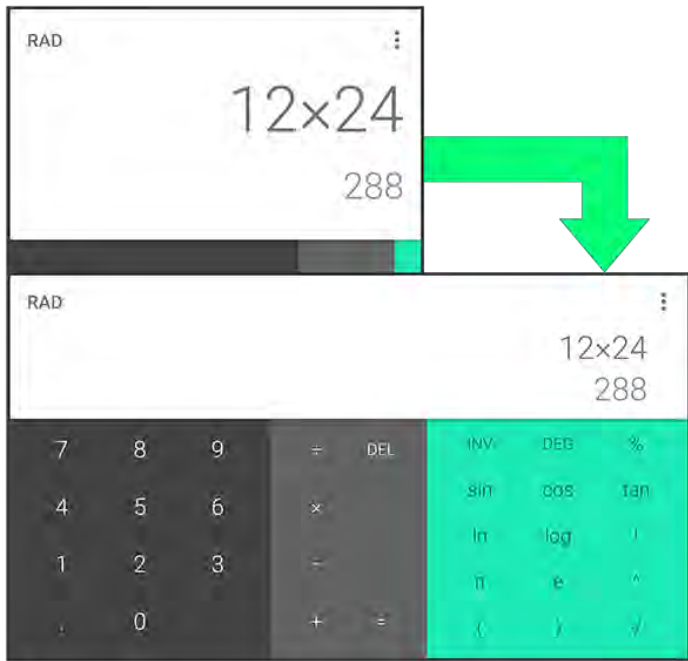 RAD ⋮
12×24
288
RAD ⋮
12×24
288
7 8 9 ÷ DEL INV DEG %
4 5 6 × sin cos tan
1 2 3 − ln log !
. 0 + = π e ^
( ) √